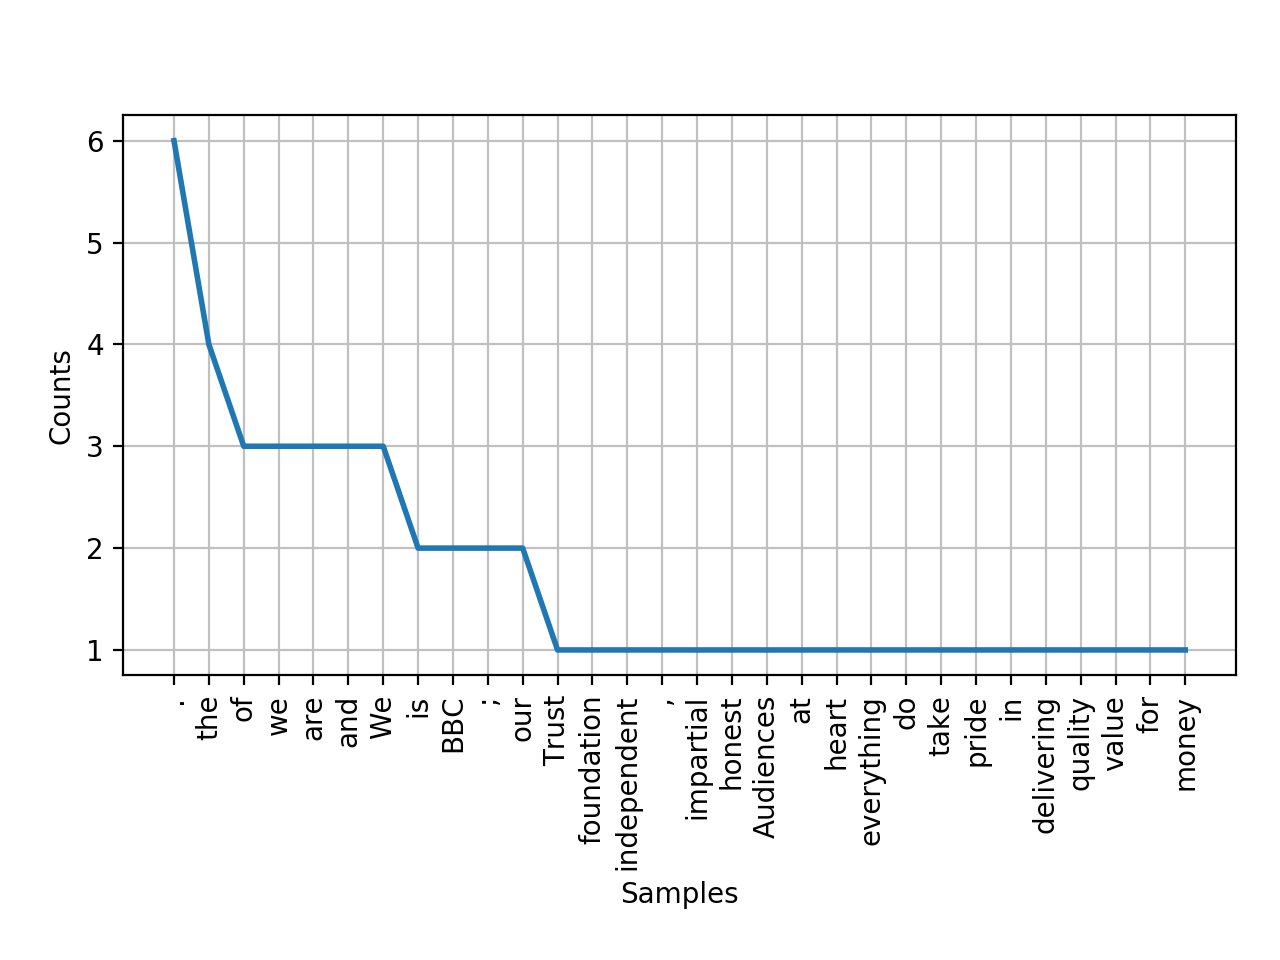 6
5
4
3
2
1
Counts
.
the
of
we
are
and
We
is
BBC
;
our
Trust
foundation
independent
,
impartial
honest
Audiences
at
heart
everything
do
take
pride
in
delivering
quality
value
for
money
Samples